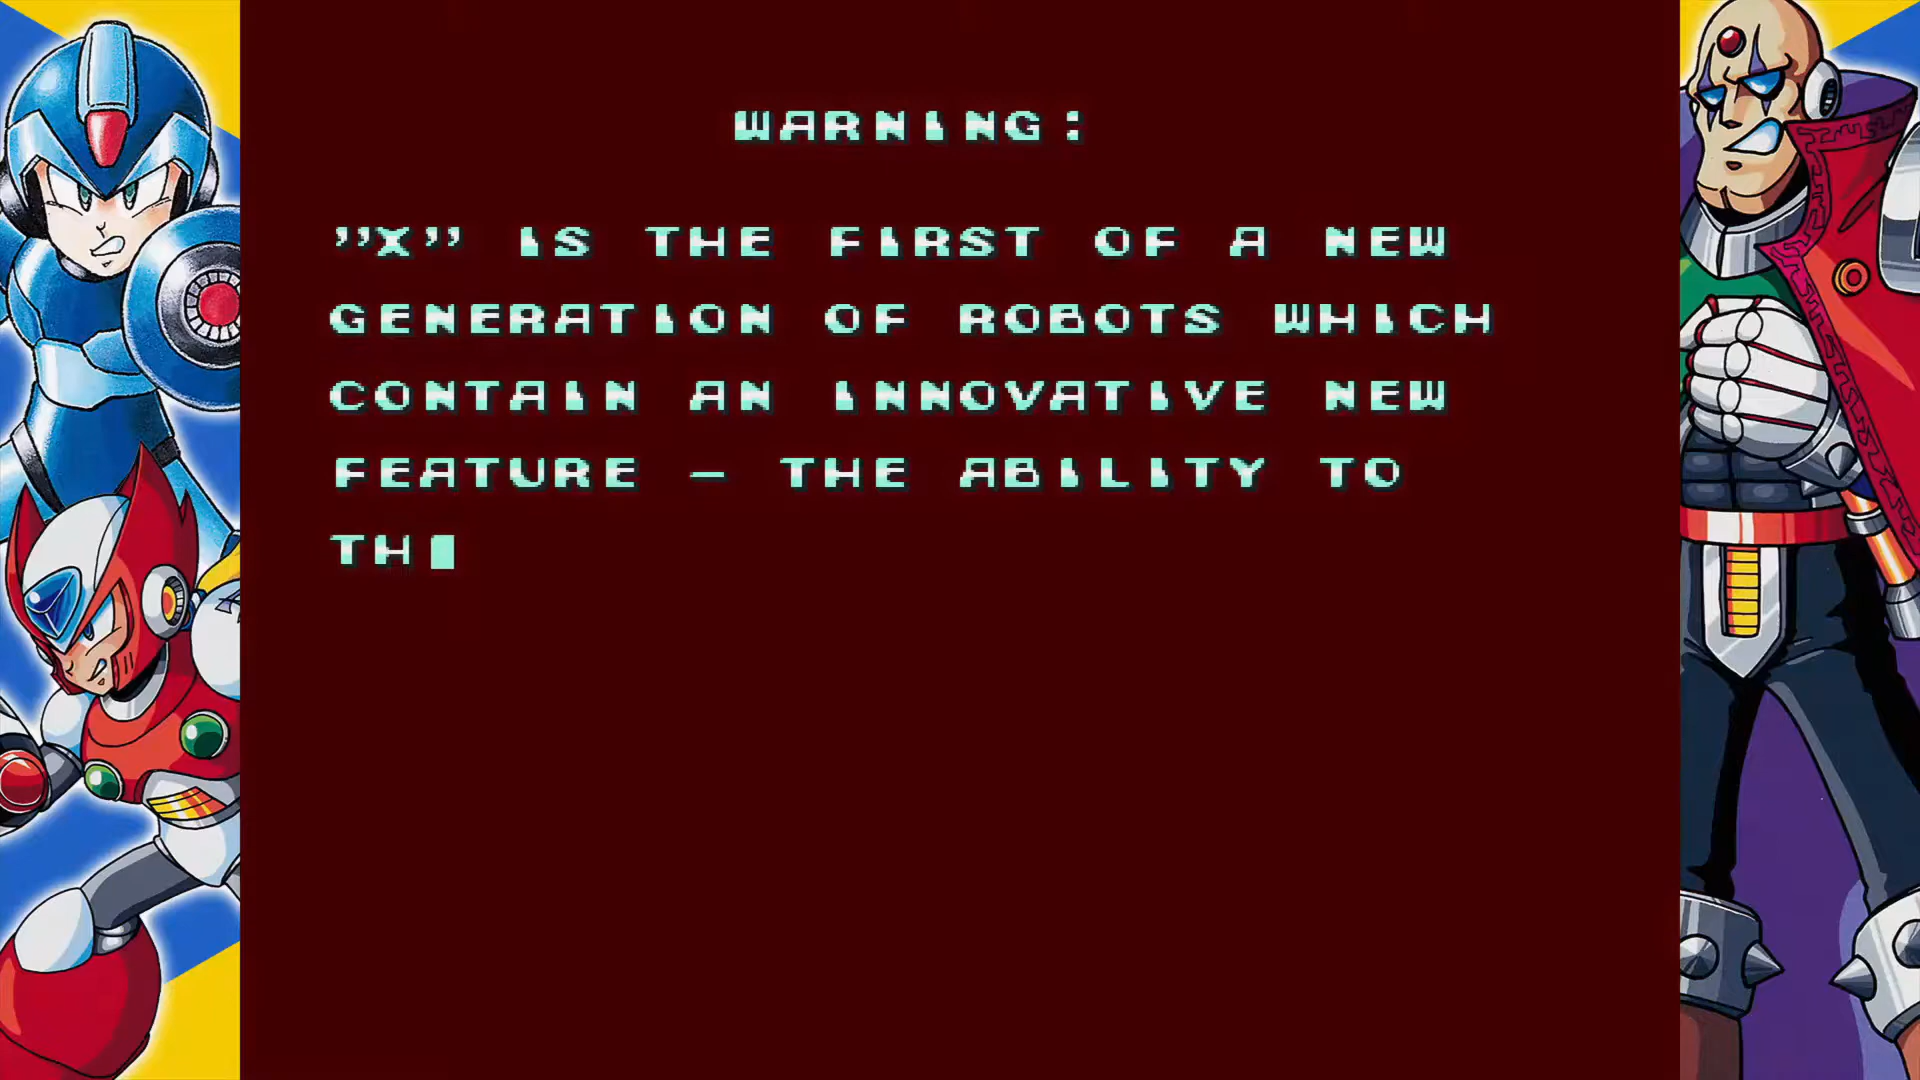 WARNING:
"X" IS THE FIRST OF A NEW
GENERATION OF ROBOTS WHICH
CONTAIN AN INNOVATIVE NEW
FEATURE – THE ABILITY TO
TH